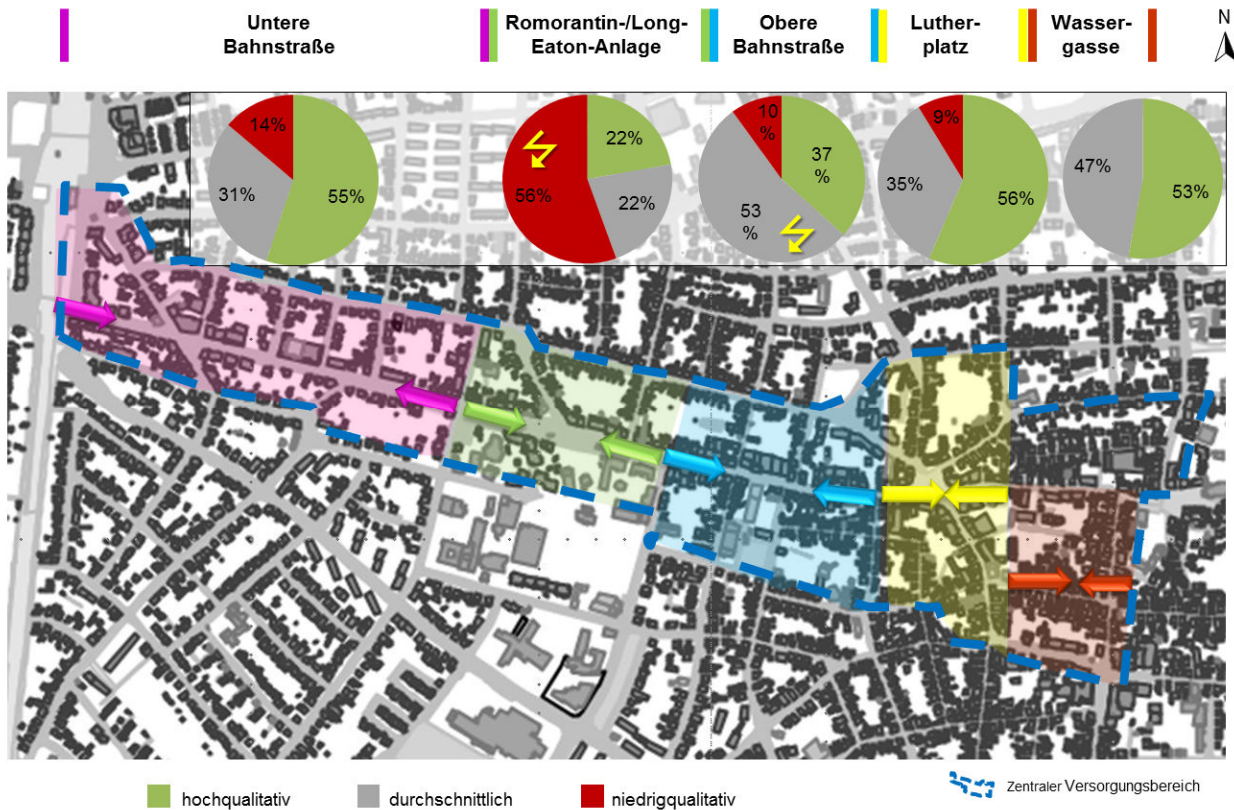 Untere
Bahnstraße
Romorantin-/Long-
Eaton-Anlage
Obere
Bahnstraße
Luther-
platz
Wasser-
gasse
N
14%
31%
55%
22%
56%
22%
10
%
37
%
53
%
9%
35%
56%
47%
53%
hochqualitativ
durchschnittlich
niedrigqualitativ
Zentraler Versorgungsbereich